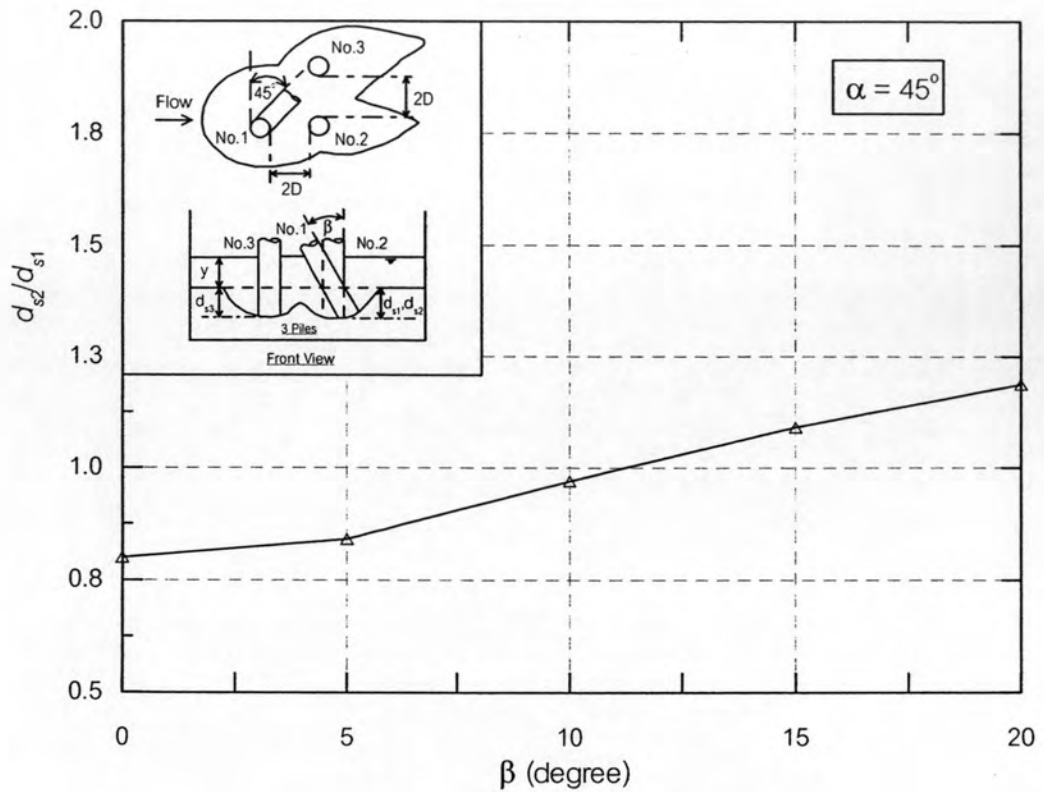 2.0
1.8
1.5
1.3
1.0
0.8
0.5
d_s2/d_s1
0
5
10
15
20
β (degree)
α = 45°
No.3
45°
Flow
2D
No.1
No.2
2D
β
No.1
No.3
No.2
y
d_s3
d_s1,d_s2
3 Piles
Front View